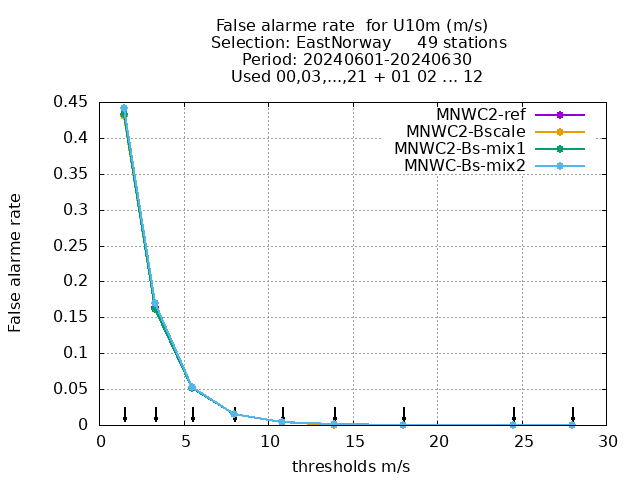 False alarme rate  for U10m (m/s)
Selection: EastNorway     49 stations
Period: 20240601-20240630
Used 00,03,...,21 + 01 02 ... 12
MNWC2-ref
MNWC2-Bscale
MNWC2-Bs-mix1
MNWC-Bs-mix2
False alarme rate
0.45
0.4
0.35
0.3
0.25
0.2
0.15
0.1
0.05
0
0 5 10 15 20 25 30
thresholds m/s